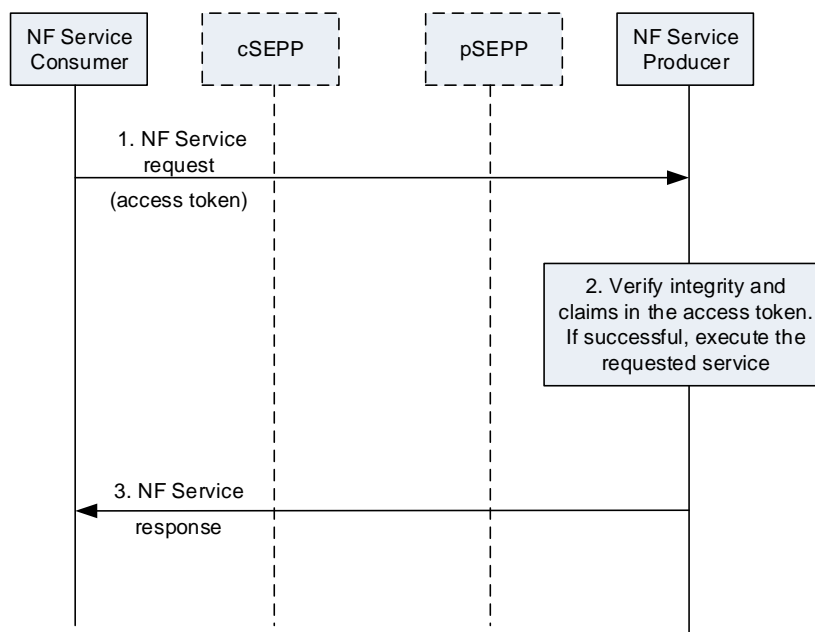 NF Service
Consumer
cSEPP
pSEPP
NF Service
Producer
1. NF Service
request
(access token)
2. Verify integrity and
claims in the access token.
If successful, execute the
requested service
3. NF Service
response